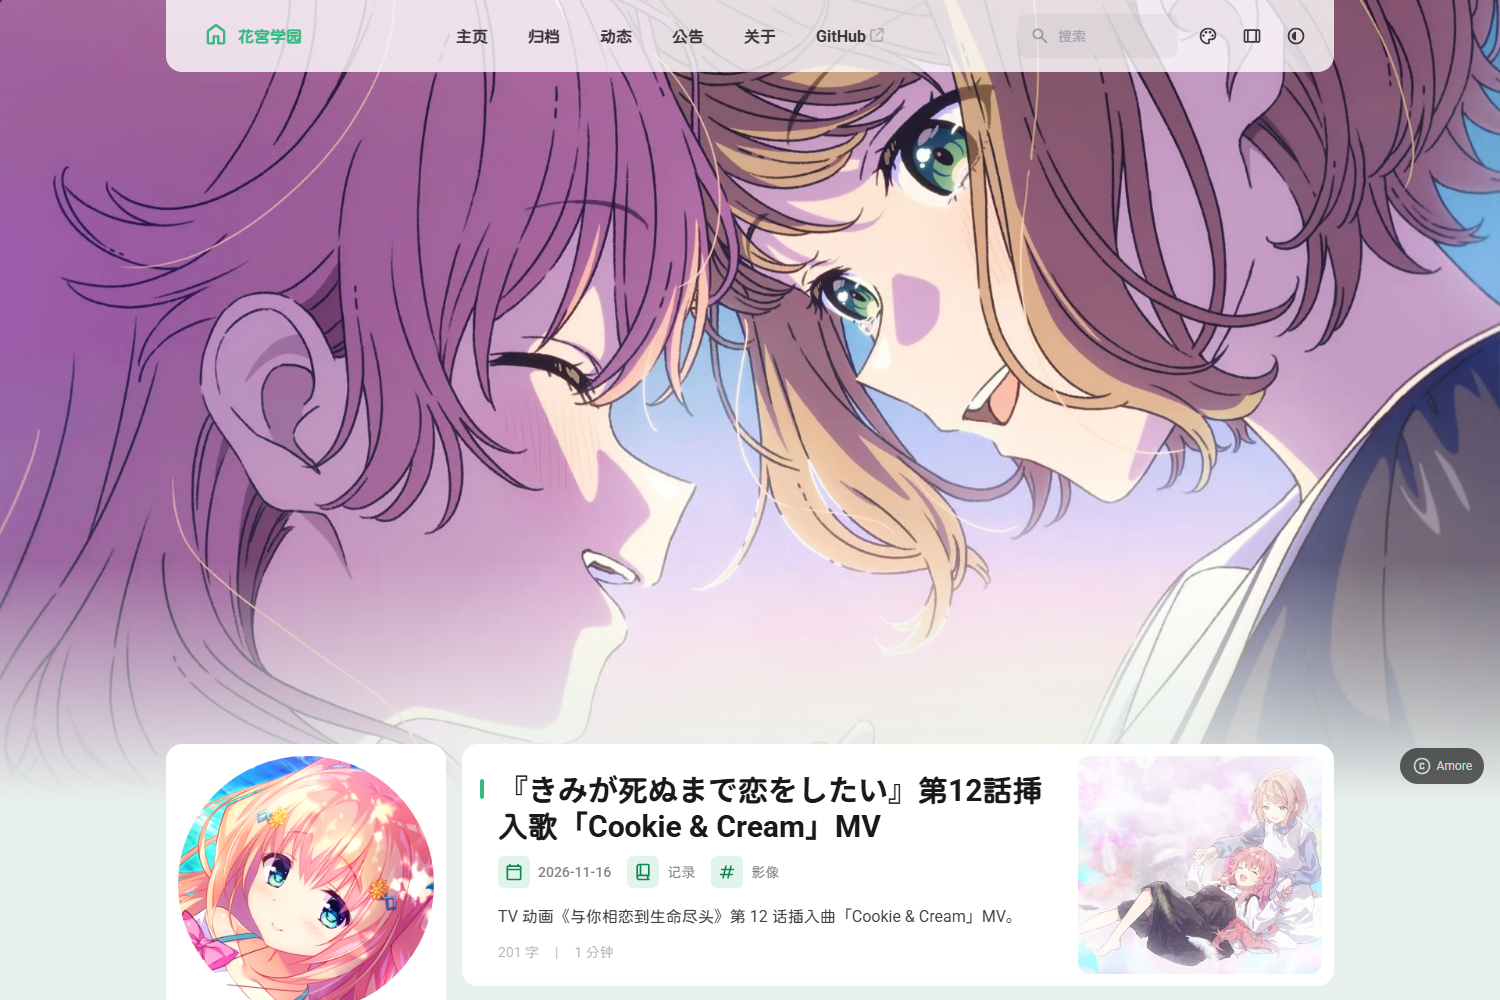 花宫学园
主页 归档 动态 公告 关于 GitHub 搜索
『きみが死ぬまで恋をしたい』第12話挿
入歌「Cookie & Cream」MV
2026-11-16 记录 影像
TV 动画《与你相恋到生命尽头》第 12 话插入曲「Cookie & Cream」MV。
201 字 | 1 分钟
Amore